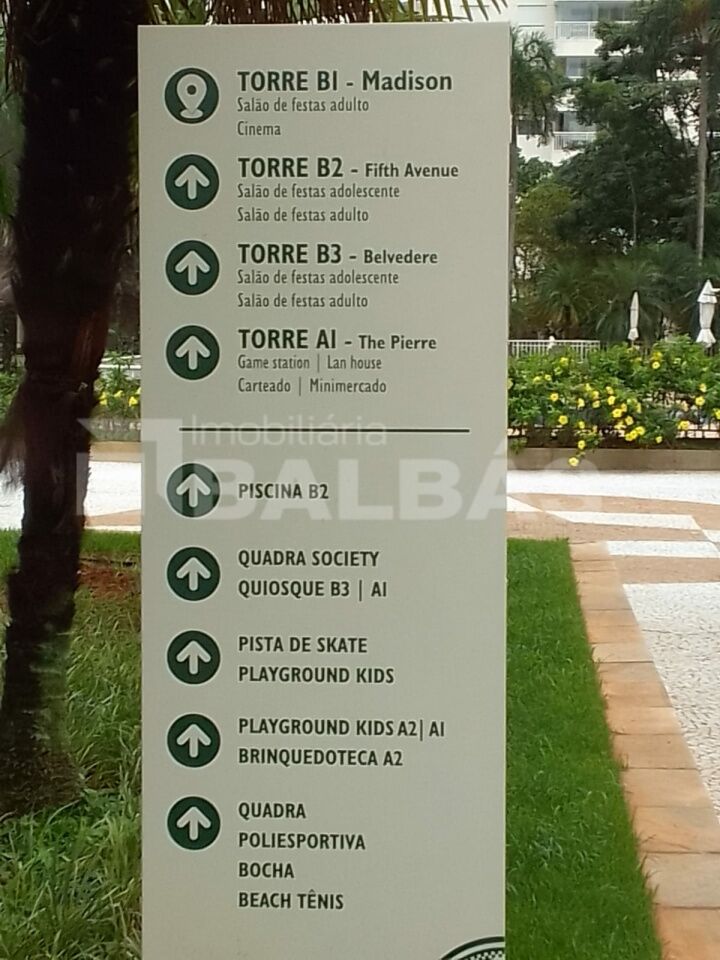 TORRE B1 - Madison
Salão de festas adulto
Cinema
TORRE B2 - Fifth Avenue
Salão de festas adolescente
Salão de festas adulto
TORRE B3 - Belvedere
Salão de festas adolescente
Salão de festas adulto
TORRE A1 - The Pierre
Game station | Lan house
Carteado | Minimercado
Imobiliária
BALBÁS
PISCINA B2
QUADRA SOCIETY
QUIOSQUE B3 | A1
PISTA DE SKATE
PLAYGROUND KIDS
PLAYGROUND KIDS A2| A1
BRINQUEDOTECA A2
QUADRA
POLIESPORTIVA
BOCHA
BEACH TÊNIS